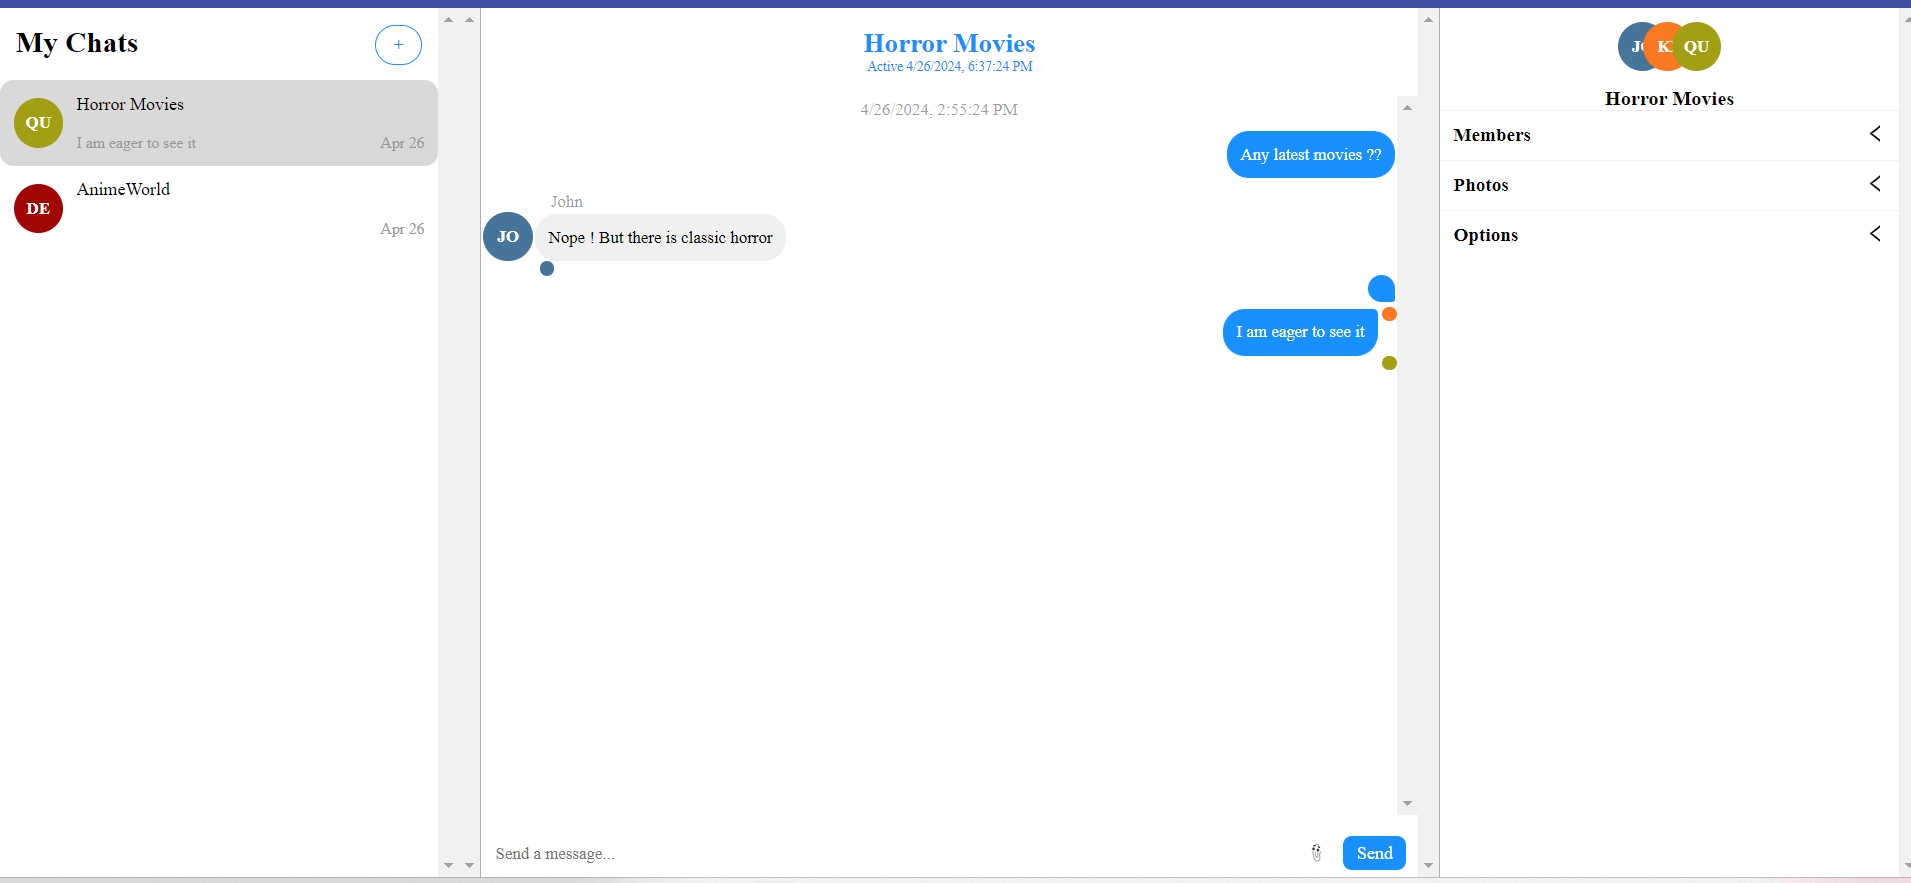 My Chats
+
QU
Horror Movies
I am eager to see it
Apr 26
DE
AnimeWorld
Apr 26
Horror Movies
Active 4/26/2024, 6:37:24 PM
4/26/2024, 2:55:24 PM
Any latest movies ??
John
JO
Nope ! But there is classic horror
I am eager to see it
Send a message...
Send
QU
Horror Movies
Members
Photos
Options